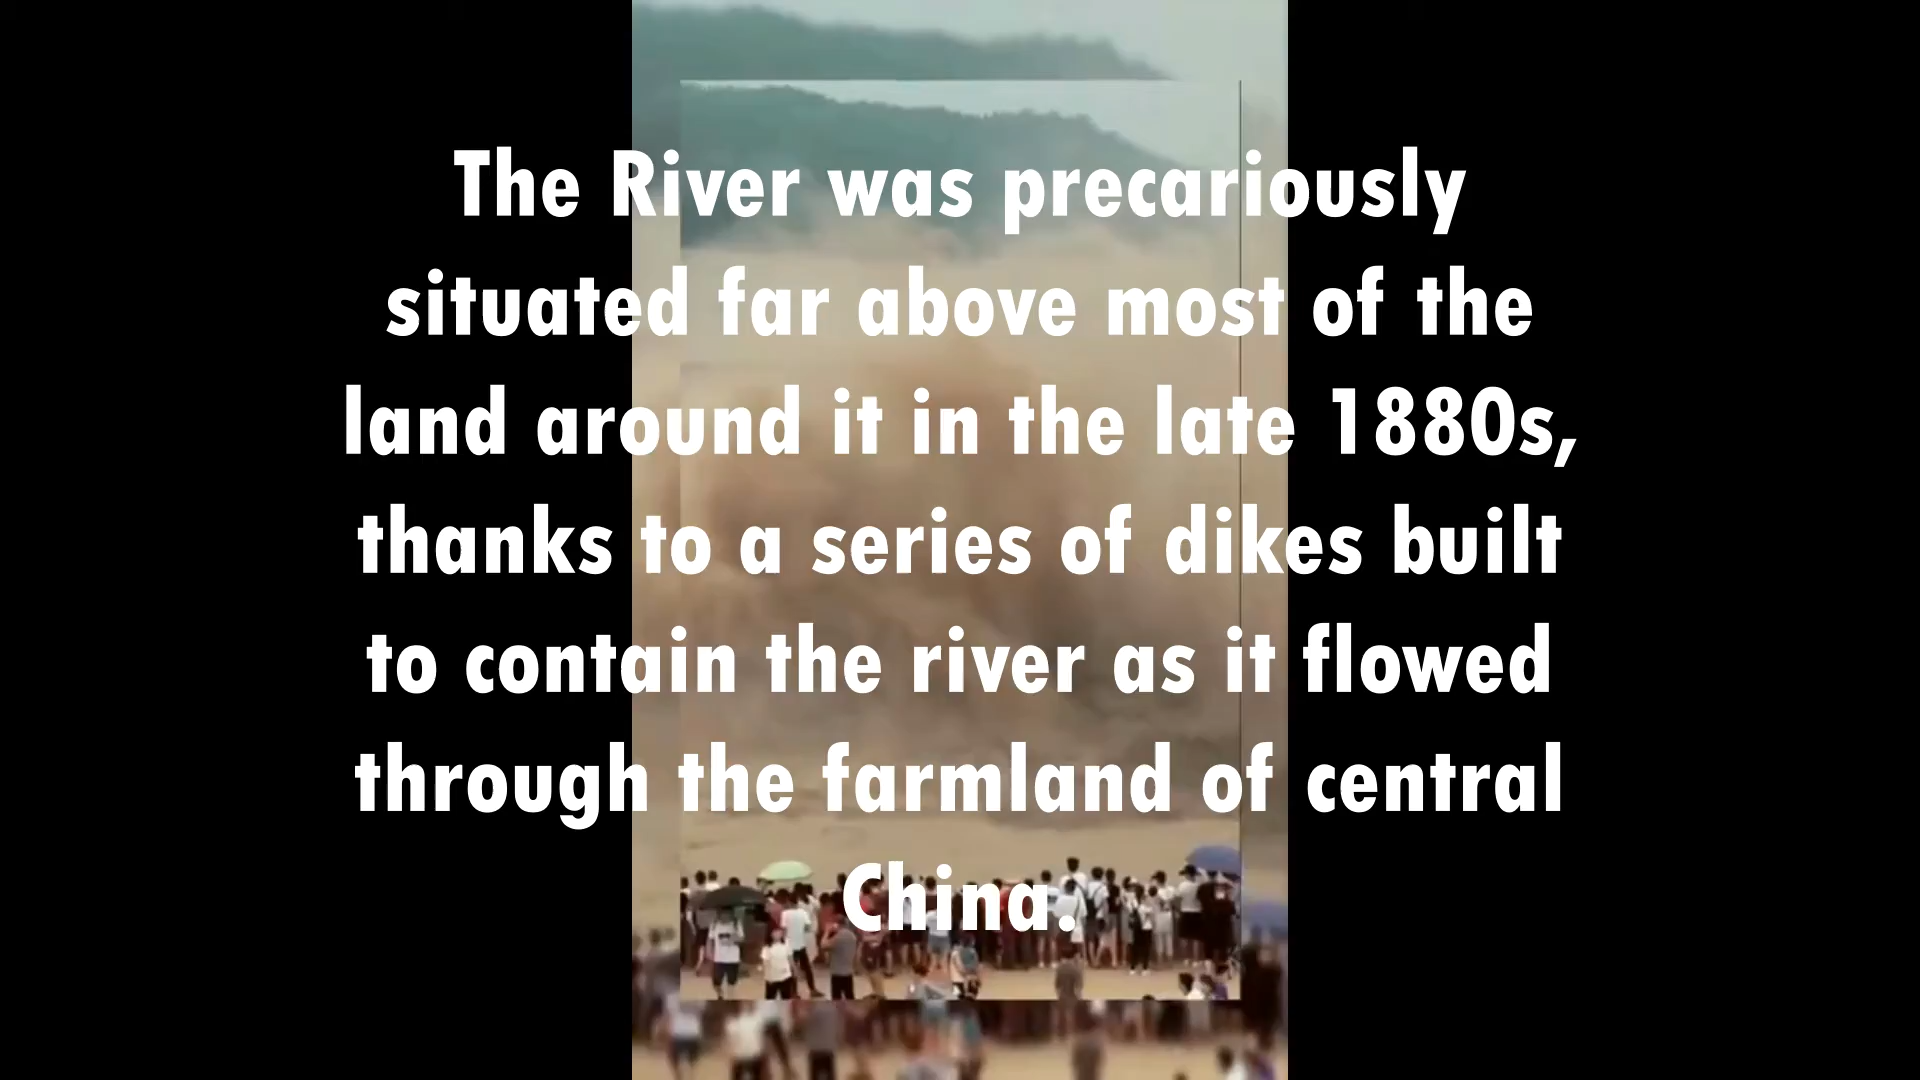 The River was precariously
situated far above most of the
land around it in the late 1880s,
thanks to a series of dikes built
to contain the river as it flowed
through the farmland of central
China.